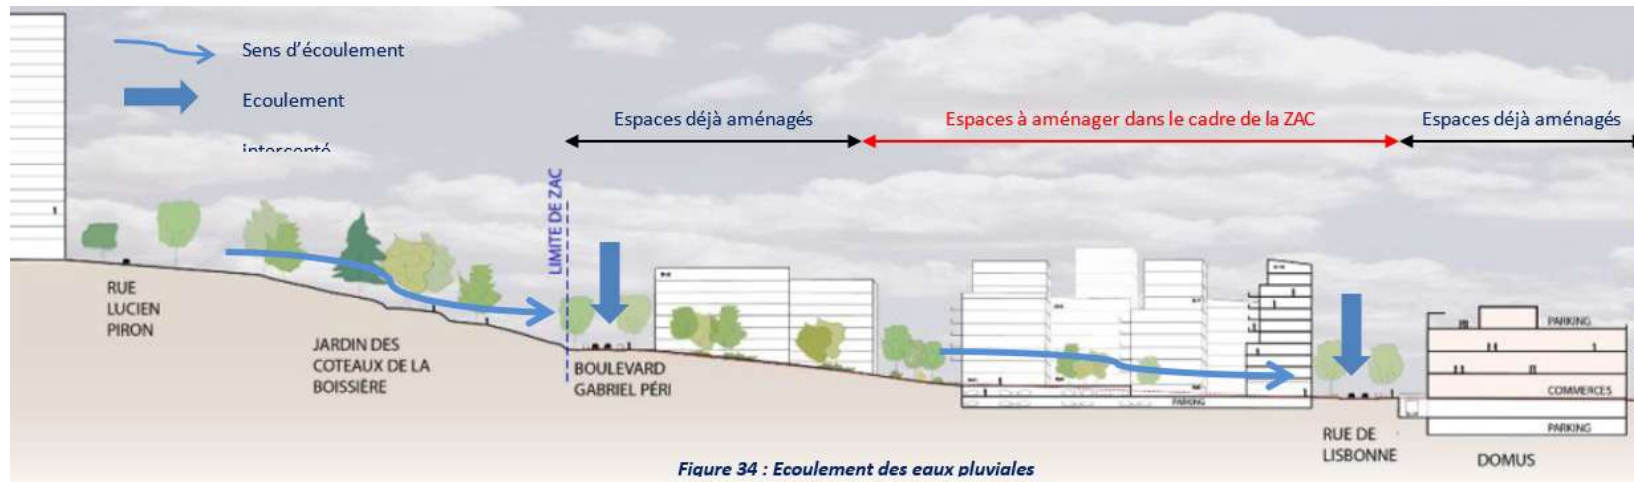 Sens d'écoulement
Ecoulement
intercepté
Espaces déjà aménagés
Espaces à aménager dans le cadre de la ZAC
Espaces déjà aménagés
LIMITE DE ZAC
RUE
LUCIEN
PIRON
JARDIN DES
COTEAUX DE LA
BOISSIÈRE
BOULEVARD
GABRIEL PÉRI
PARKING
RUE DE
LISBONNE
PARKING
COMMERCES
PARKING
DOMUS
Figure 34 : Ecoulement des eaux pluviales